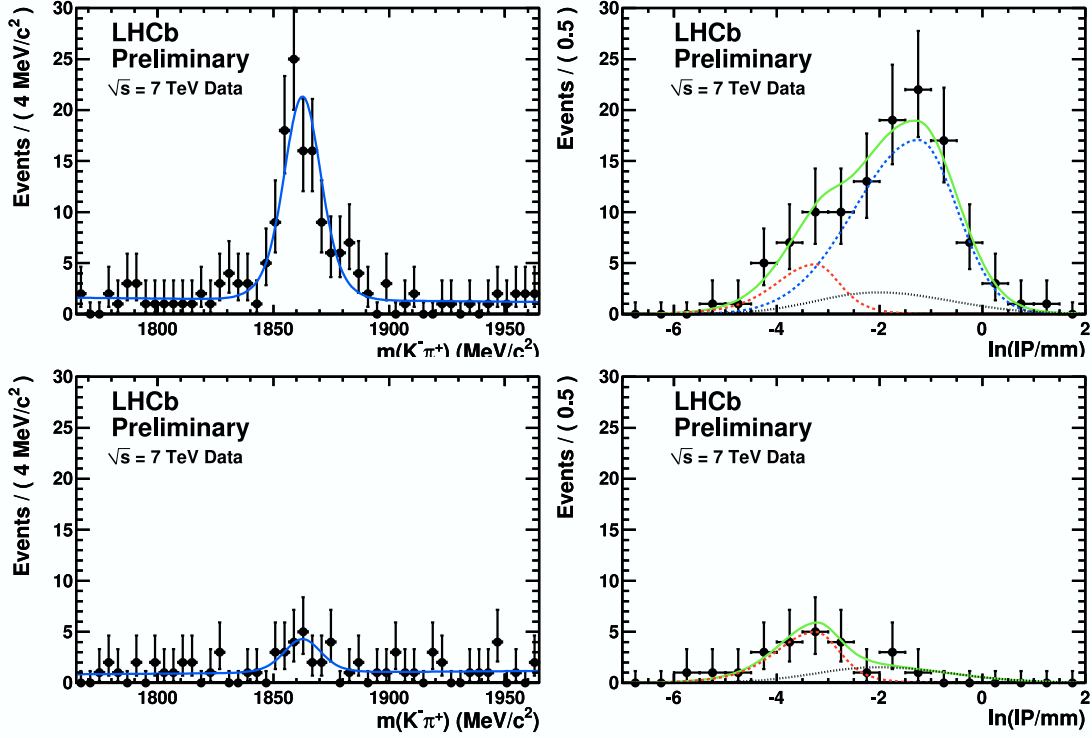 30
25
20
15
10
5
0
Events / ( 4 MeV/c²)
LHCb
Preliminary
√s = 7 TeV Data
1800 1850 1900 1950
m(K⁻π⁺) (MeV/c²)
30
25
20
15
10
5
0
Events / ( 0.5 )
LHCb
Preliminary
√s = 7 TeV Data
-6 -4 -2 0 2
ln(IP/mm)
30
25
20
15
10
5
0
Events / ( 4 MeV/c²)
LHCb
Preliminary
√s = 7 TeV Data
1800 1850 1900 1950
m(K⁻π⁺) (MeV/c²)
30
25
20
15
10
5
0
Events / ( 0.5 )
LHCb
Preliminary
√s = 7 TeV Data
-6 -4 -2 0 2
ln(IP/mm)